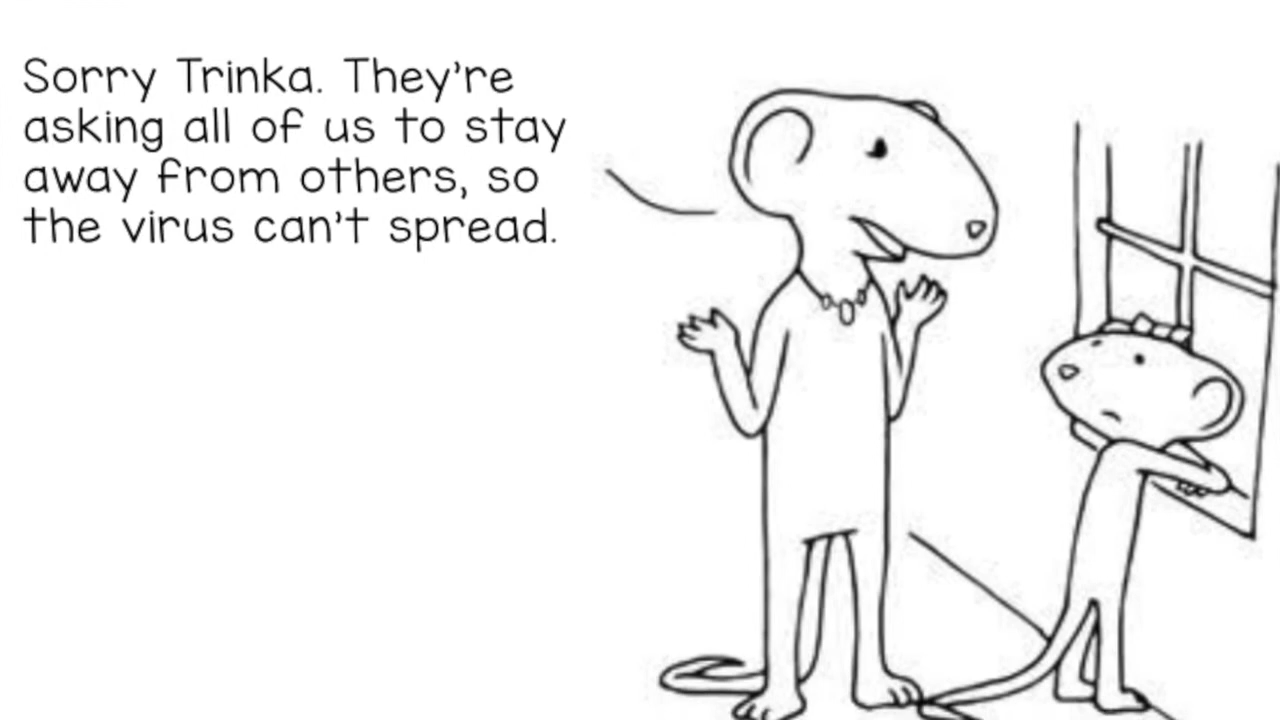 Sorry Trinka. They're
asking all of us to stay
away from others, so
the virus can't spread.